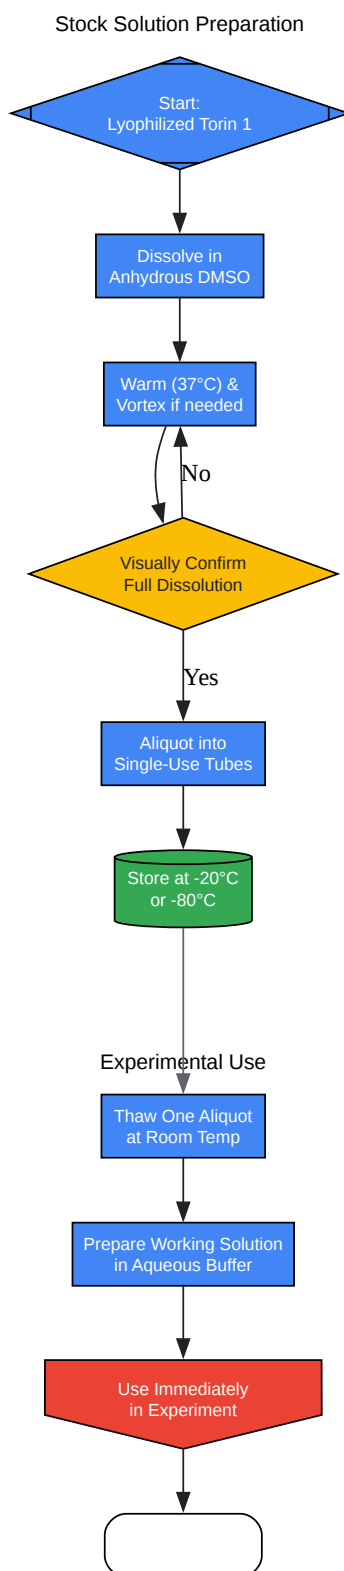 Stock Solution Preparation
Start:
Lyophilized Torin 1
Dissolve in
Anhydrous DMSO
Warm (37°C) &
Vortex if needed
No
Visually Confirm
Full Dissolution
Yes
Aliquot into
Single-Use Tubes
Store at -20°C
or -80°C
Experimental Use
Thaw One Aliquot
at Room Temp
Prepare Working Solution
in Aqueous Buffer
Use Immediately
in Experiment